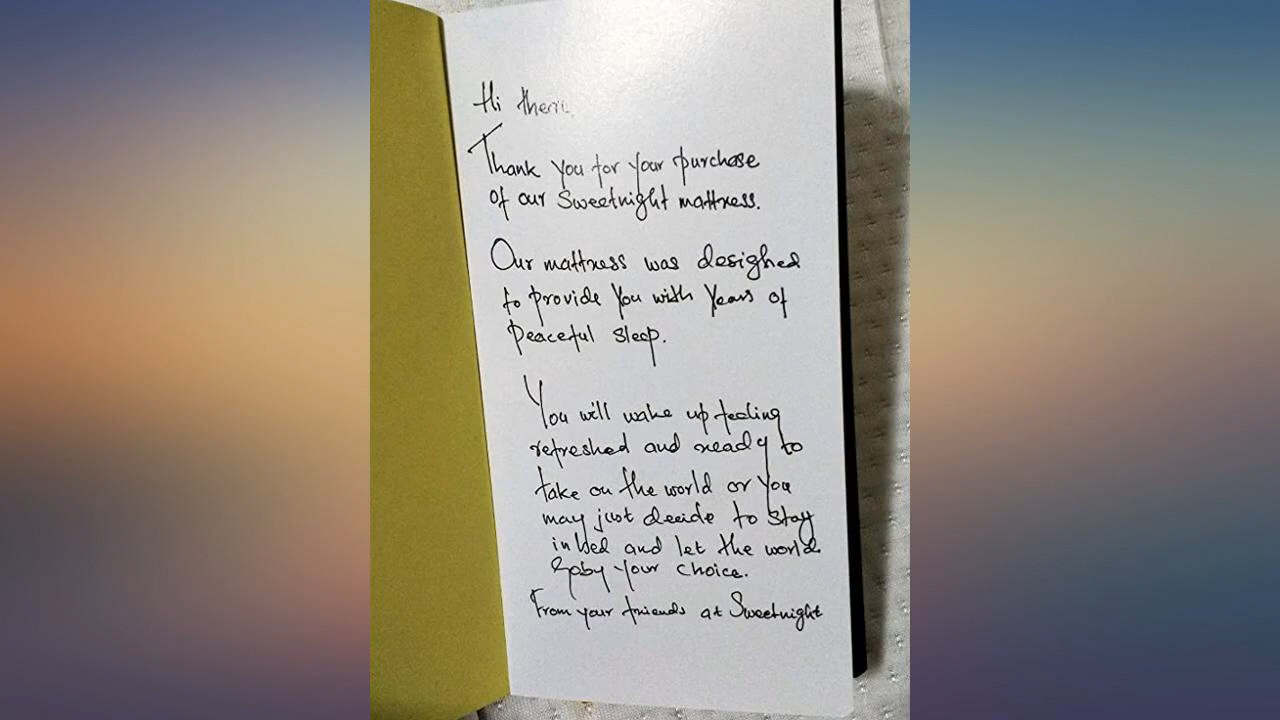 Hi there
Thank you for your purchase
of our Sweetnight mattress.
Our mattress was designed
to provide you with years of
peaceful sleep.
You will wake up feeling
refreshed and ready to
take on the world or you
may just decide to stay
in bed and let the world
go by your choice.
From your friends at Sweetnight